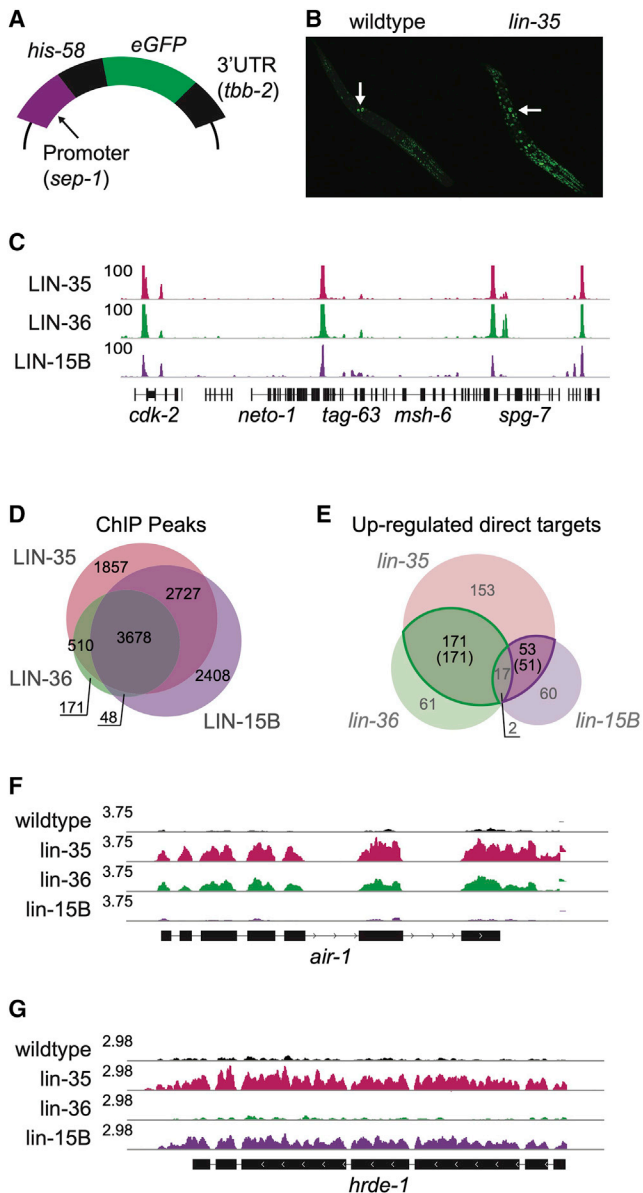 A
his-58
eGFP
3'UTR
(tbb-2)
Promoter
(sep-1)
B
wildtype
lin-35
C
LIN-35
100
LIN-36
100
LIN-15B
100
cdk-2
neto-1
tag-63
msh-6
spg-7
D
ChIP Peaks
LIN-35
1857
2727
510
3678
LIN-36
2408
171
48
LIN-15B
E
Up-regulated direct targets
lin-35
153
171
(171)
53
(51)
17
lin-36
61
60
lin-15B
2
F
wildtype
3.75
lin-35
3.75
lin-36
3.75
lin-15B
3.75
air-1
G
wildtype
2.98
lin-35
2.98
lin-36
2.98
lin-15B
2.98
hrde-1